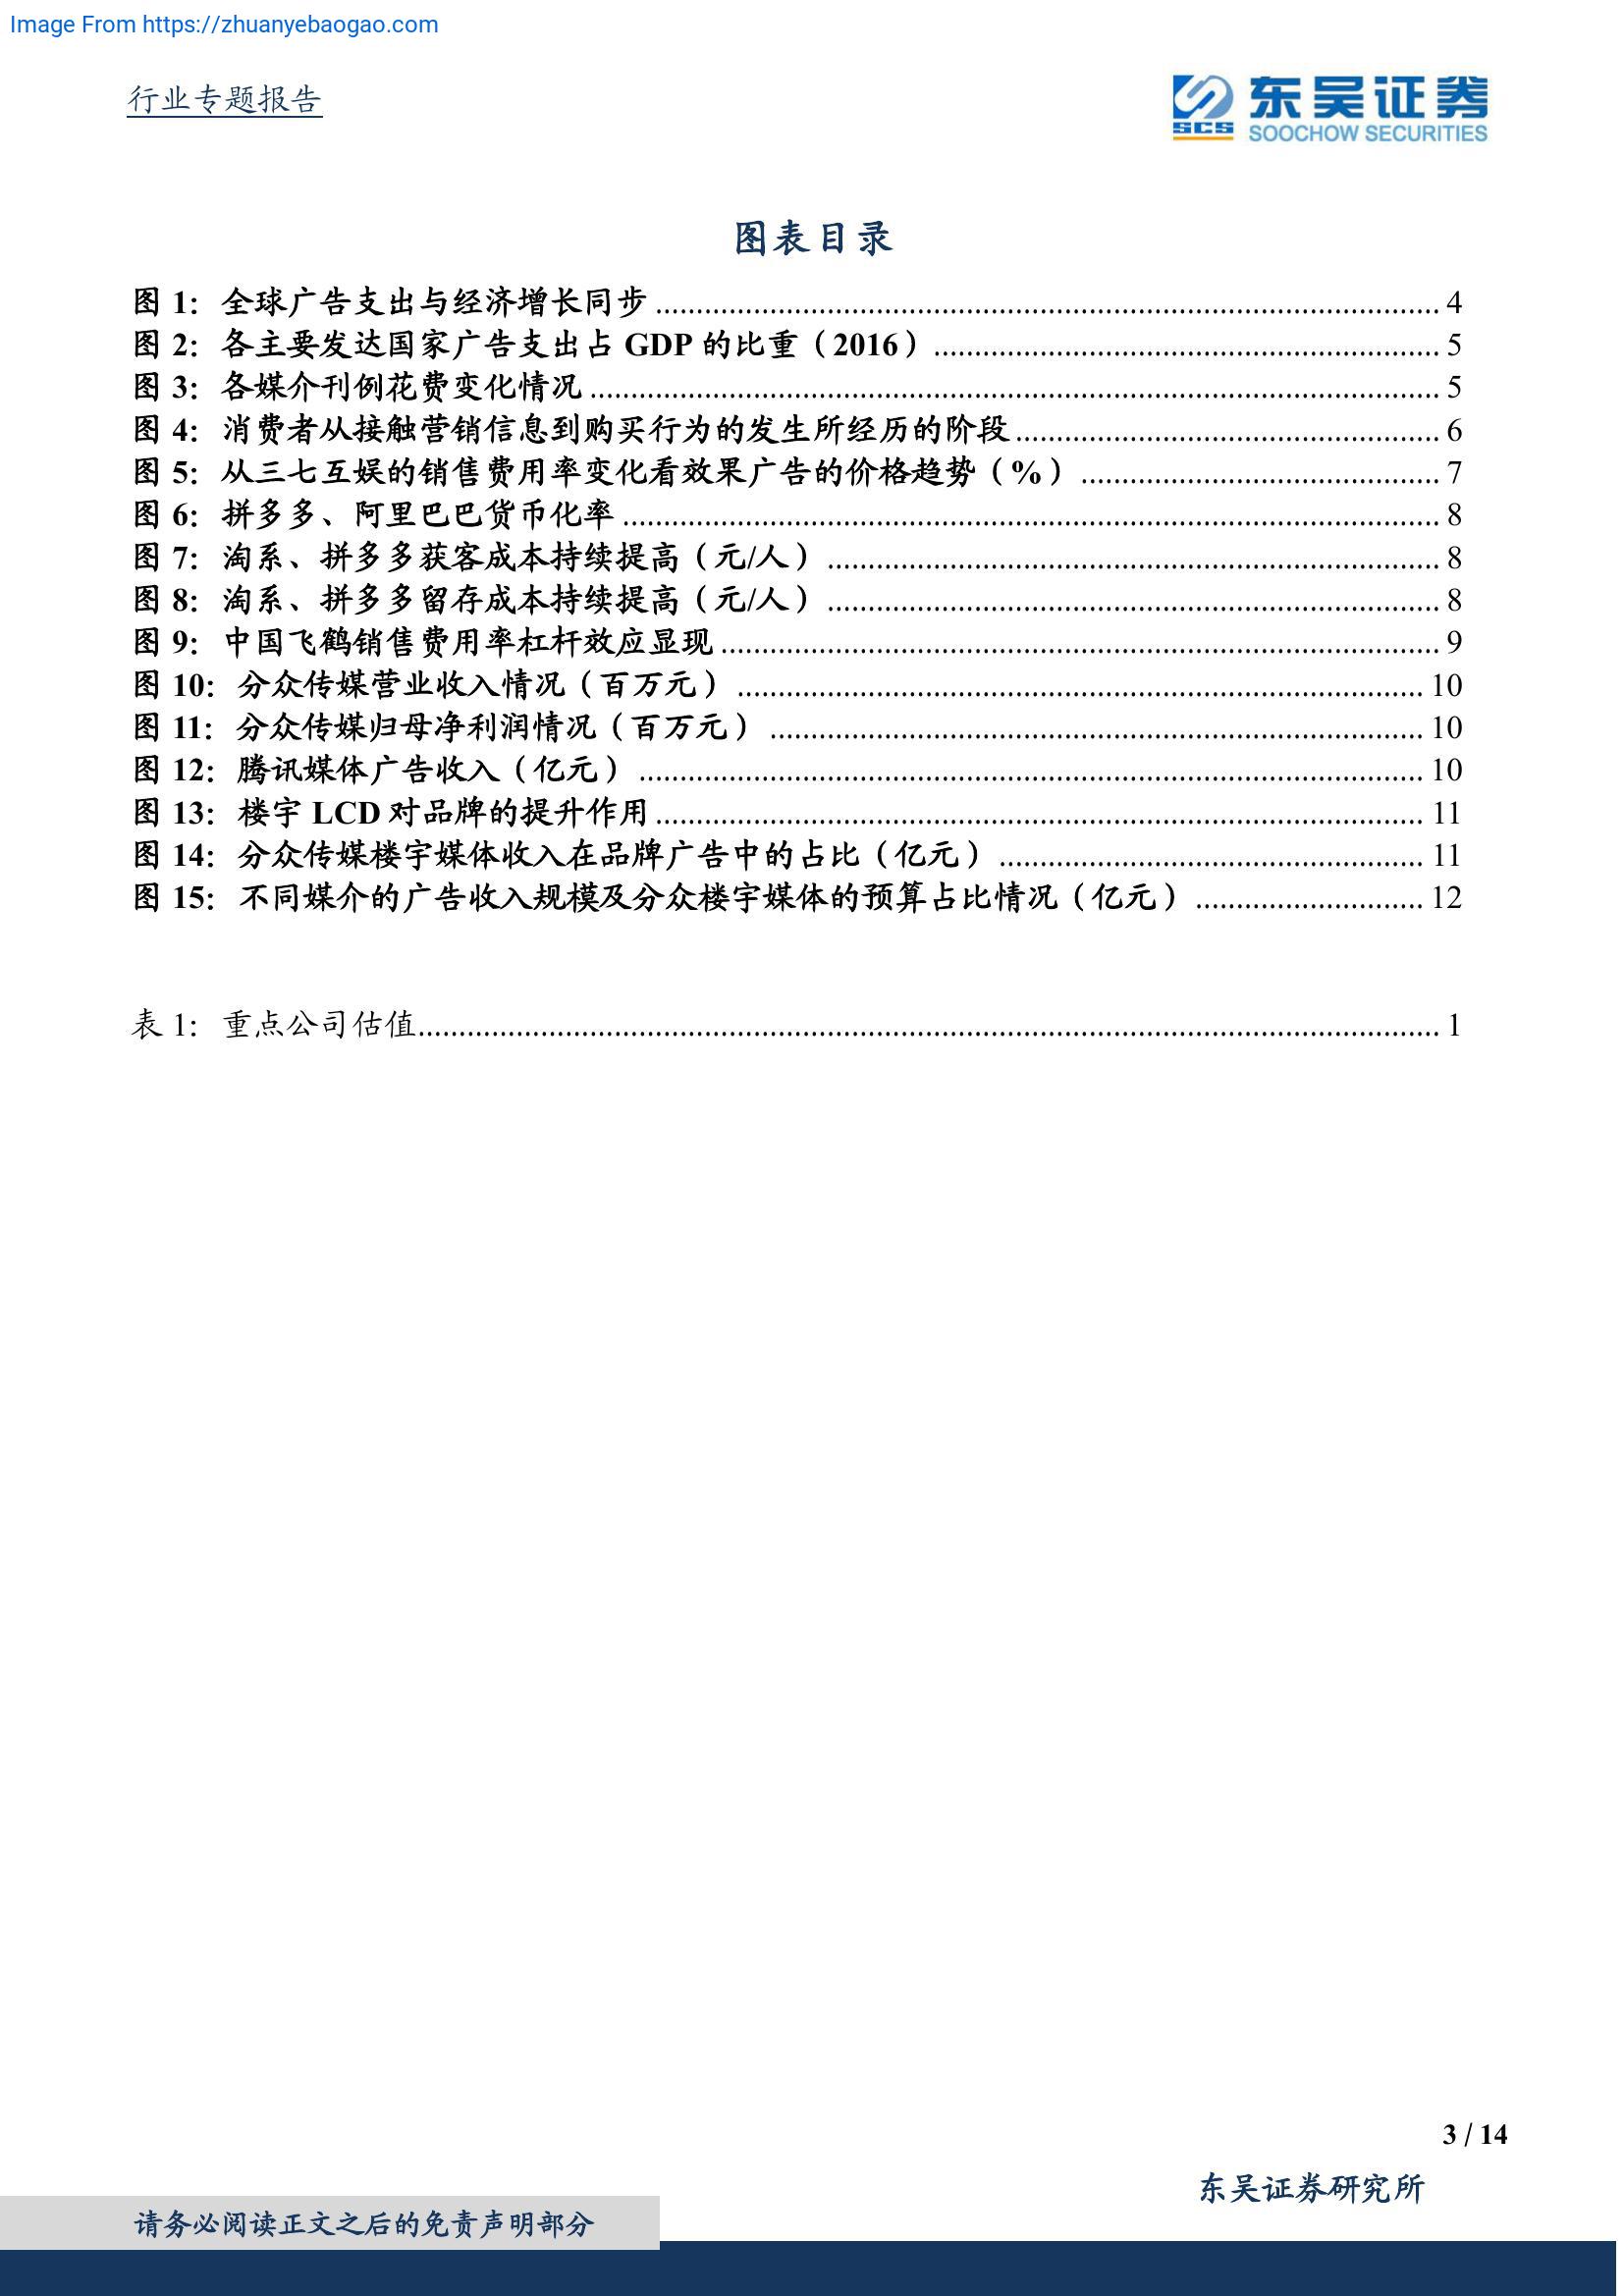 Image From https://zhuanyebaogao.com
行业专题报告
东吴证券
SCS
SOOCHOW SECURITIES
图表目录
图 1：全球广告支出与经济增长同步 4
图 2：各主要发达国家广告支出占 GDP 的比重（2016） 5
图 3：各媒介刊例花费变化情况 5
图 4：消费者从接触营销信息到购买行为的发生所经历的阶段 6
图 5：从三七互娱的销售费用率变化看效果广告的价格趋势（%） 7
图 6：拼多多、阿里巴巴货币化率 8
图 7：淘系、拼多多获客成本持续提高（元/人） 8
图 8：淘系、拼多多留存成本持续提高（元/人） 8
图 9：中国飞鹤销售费用率杠杆效应显现 9
图 10：分众传媒营业收入情况（百万元） 10
图 11：分众传媒归母净利润情况（百万元） 10
图 12：腾讯媒体广告收入（亿元） 10
图 13：楼宇 LCD 对品牌的提升作用 11
图 14：分众传媒楼宇媒体收入在品牌广告中的占比（亿元） 11
图 15：不同媒介的广告收入规模及分众楼宇媒体的预算占比情况（亿元） 12
表 1：重点公司估值 1
3 / 14
东吴证券研究所
请务必阅读正文之后的免责声明部分